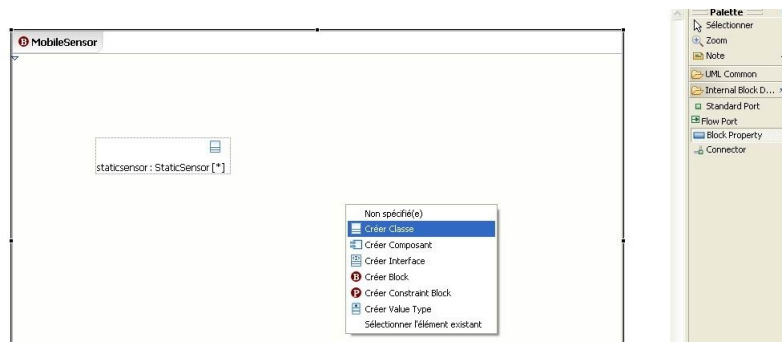 MobileSensor
staticsensor : StaticSensor [*]
Non spécifié(e)
Créer Classe
Créer Composant
Créer Interface
Créer Block
Créer Constraint Block
Créer Value Type
Sélectionner l'élément existant
Palette
Sélectionner
Zoom
Note
UML Common
Internal Block D...
Standard Port
Flow Port
Block Property
Connector